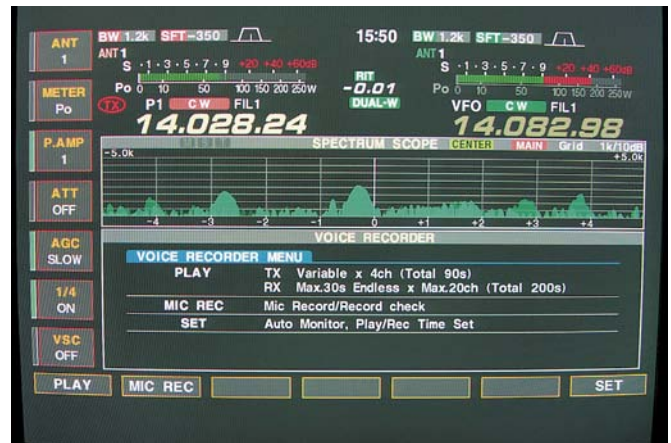 ANT
1
METER
Po
P.AMP
1
ATT
OFF
AGC
SLOW
1/4
ON
VSC
OFF
BW 1.2k SFT -350
ANT1
S 1 3 5 7 9 +20 +40 +60dB
Po 0 10 50 100 150 200 250W
TX P1 CW FIL1
14.028.24
15:50
RIT
-0.01
DUAL-W
BW 1.2k SFT -350
ANT1
S 1 3 5 7 9 +20 +40 +60dB
Po 0 10 50 100 150 200 250W
VFO CW FIL1
14.082.98
SPECTRUM SCOPE CENTER MAIN Grid 1k/10dB
-5.0k +5.0k
-4 -3 -2 -1 0 +1 +2 +3 +4
VOICE RECORDER
VOICE RECORDER MENU
PLAY TX Variable x 4ch (Total 90s)
RX Max.30s Endless x Max.20ch (Total 200s)
MIC REC Mic Record/Record check
SET Auto Monitor, Play/Rec Time Set
PLAY MIC REC SET